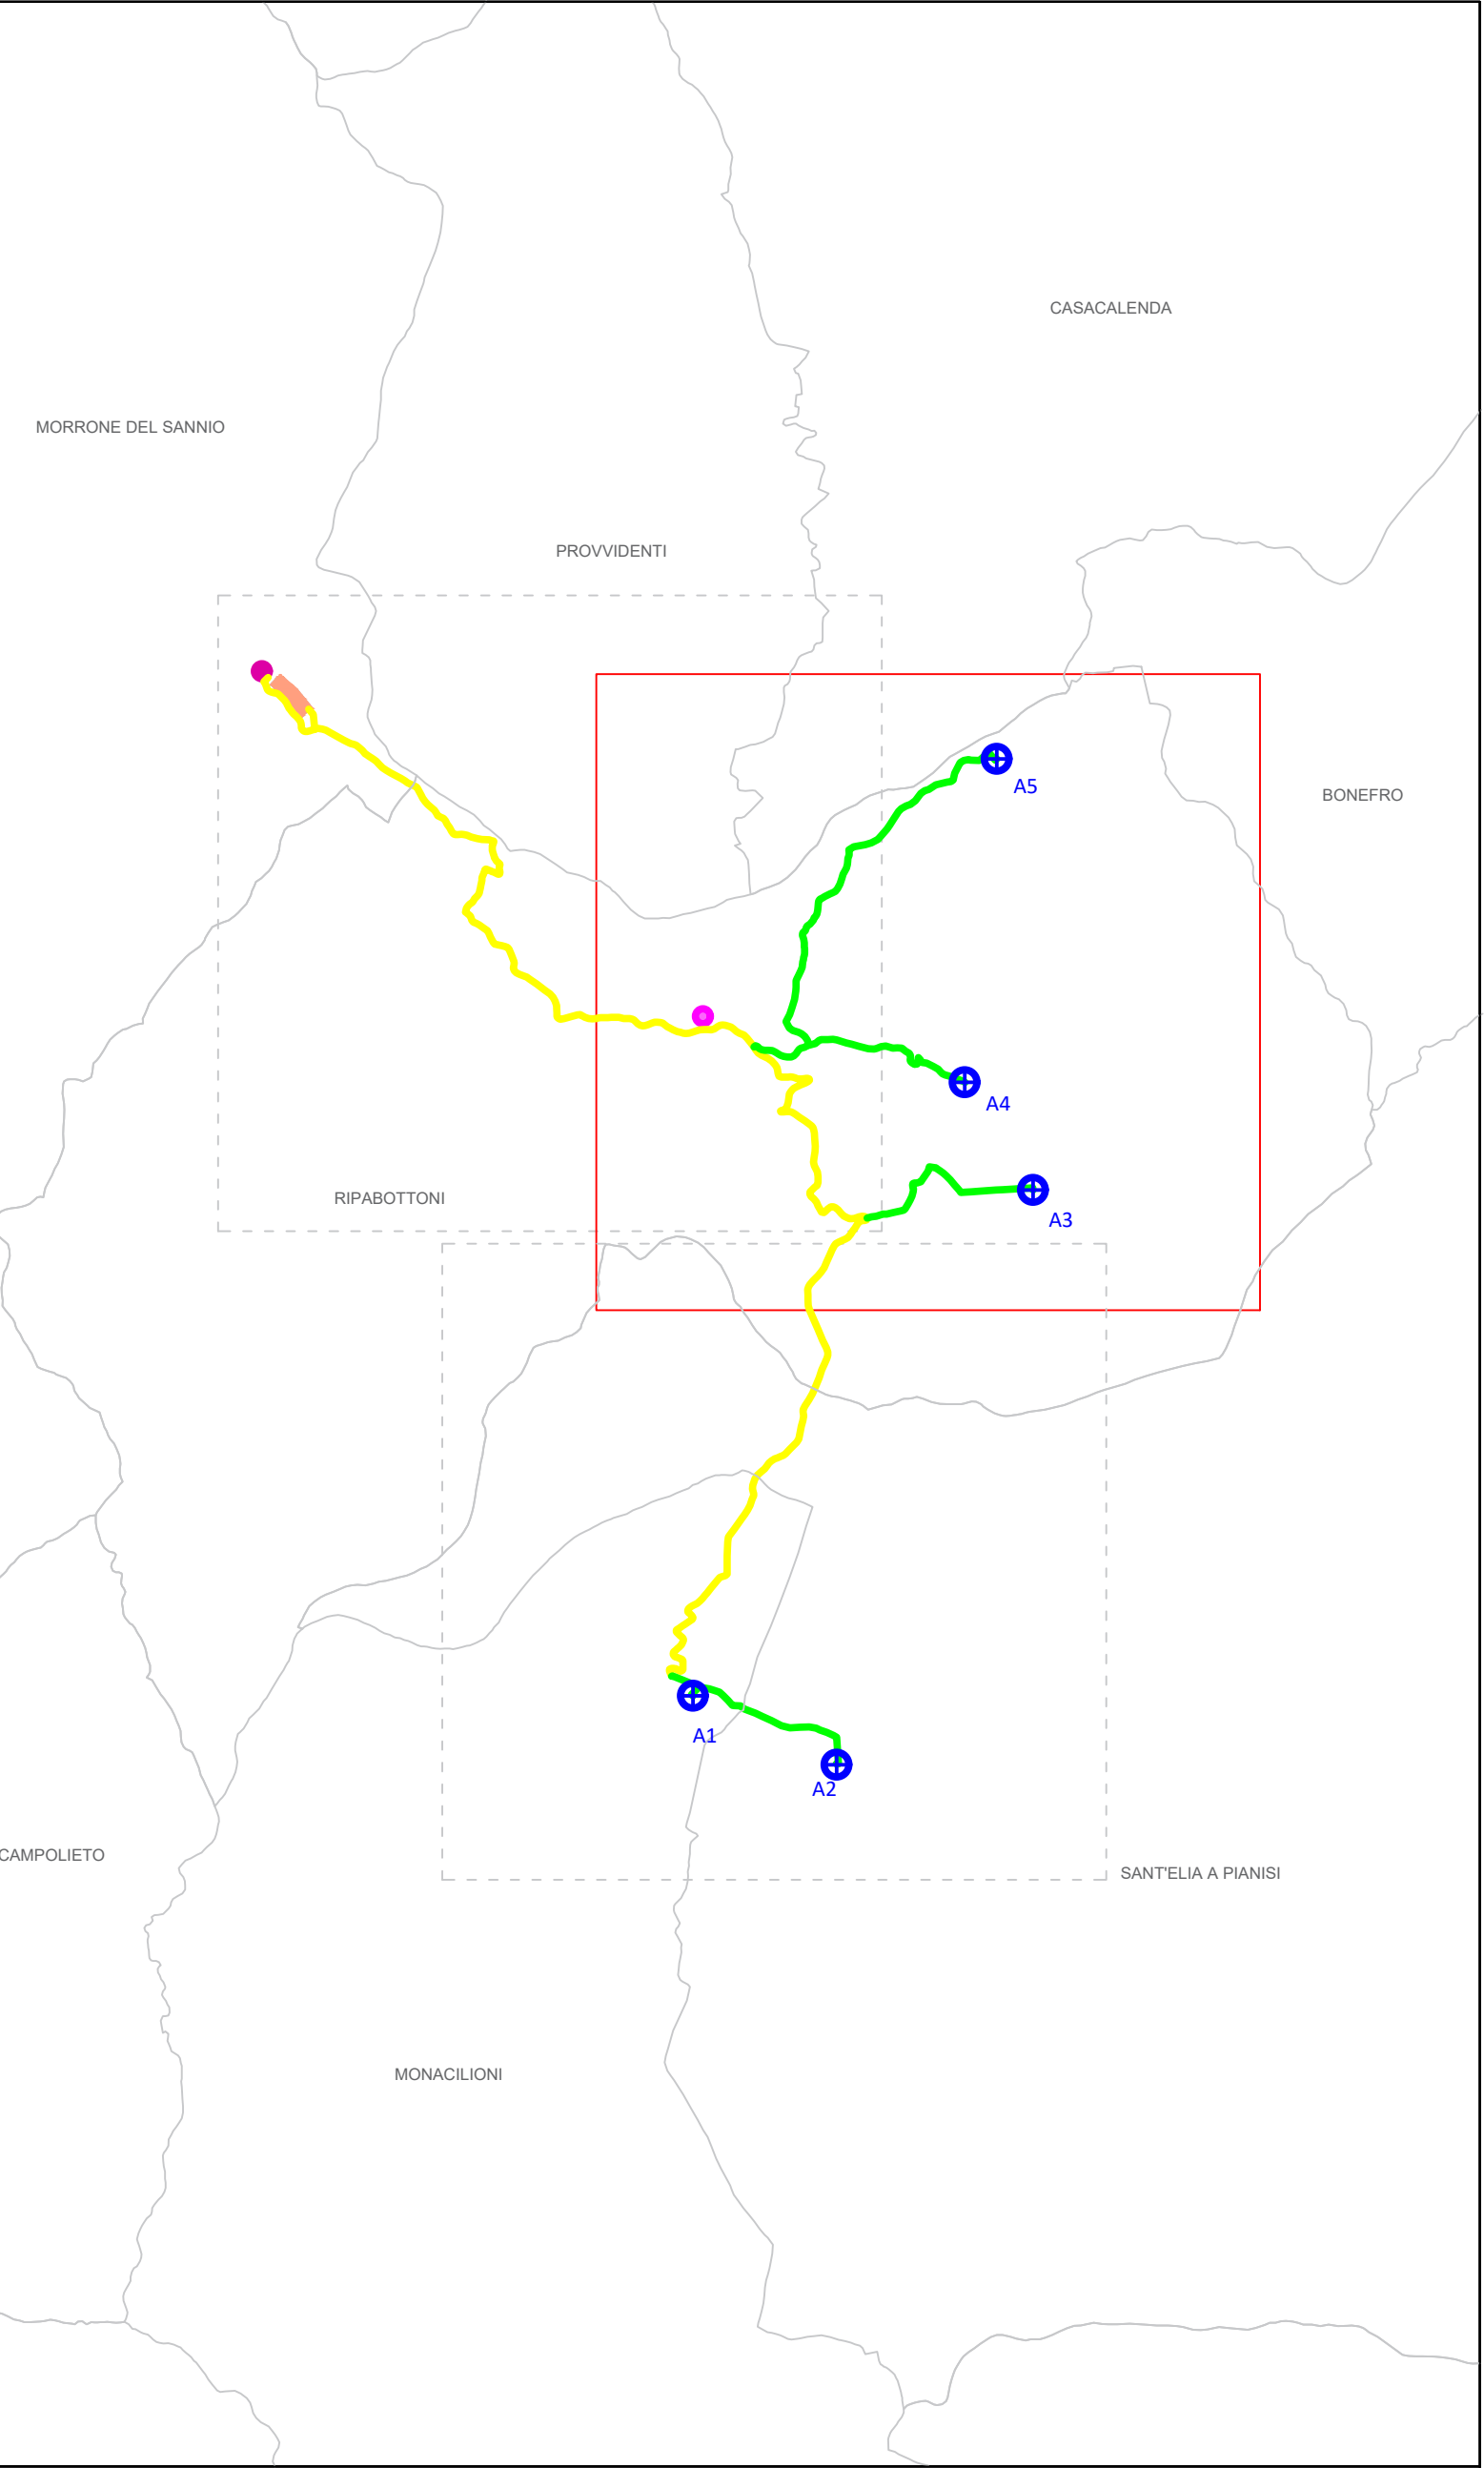 CASACALENDA
MORRONE DEL SANNIO
PROVVIDENTI
A5
BONEFRO
A4
RIPABOTTONI
A3
A1
A2
CAMPOLIETO
SANT'ELIA A PIANISI
MONACILIONI